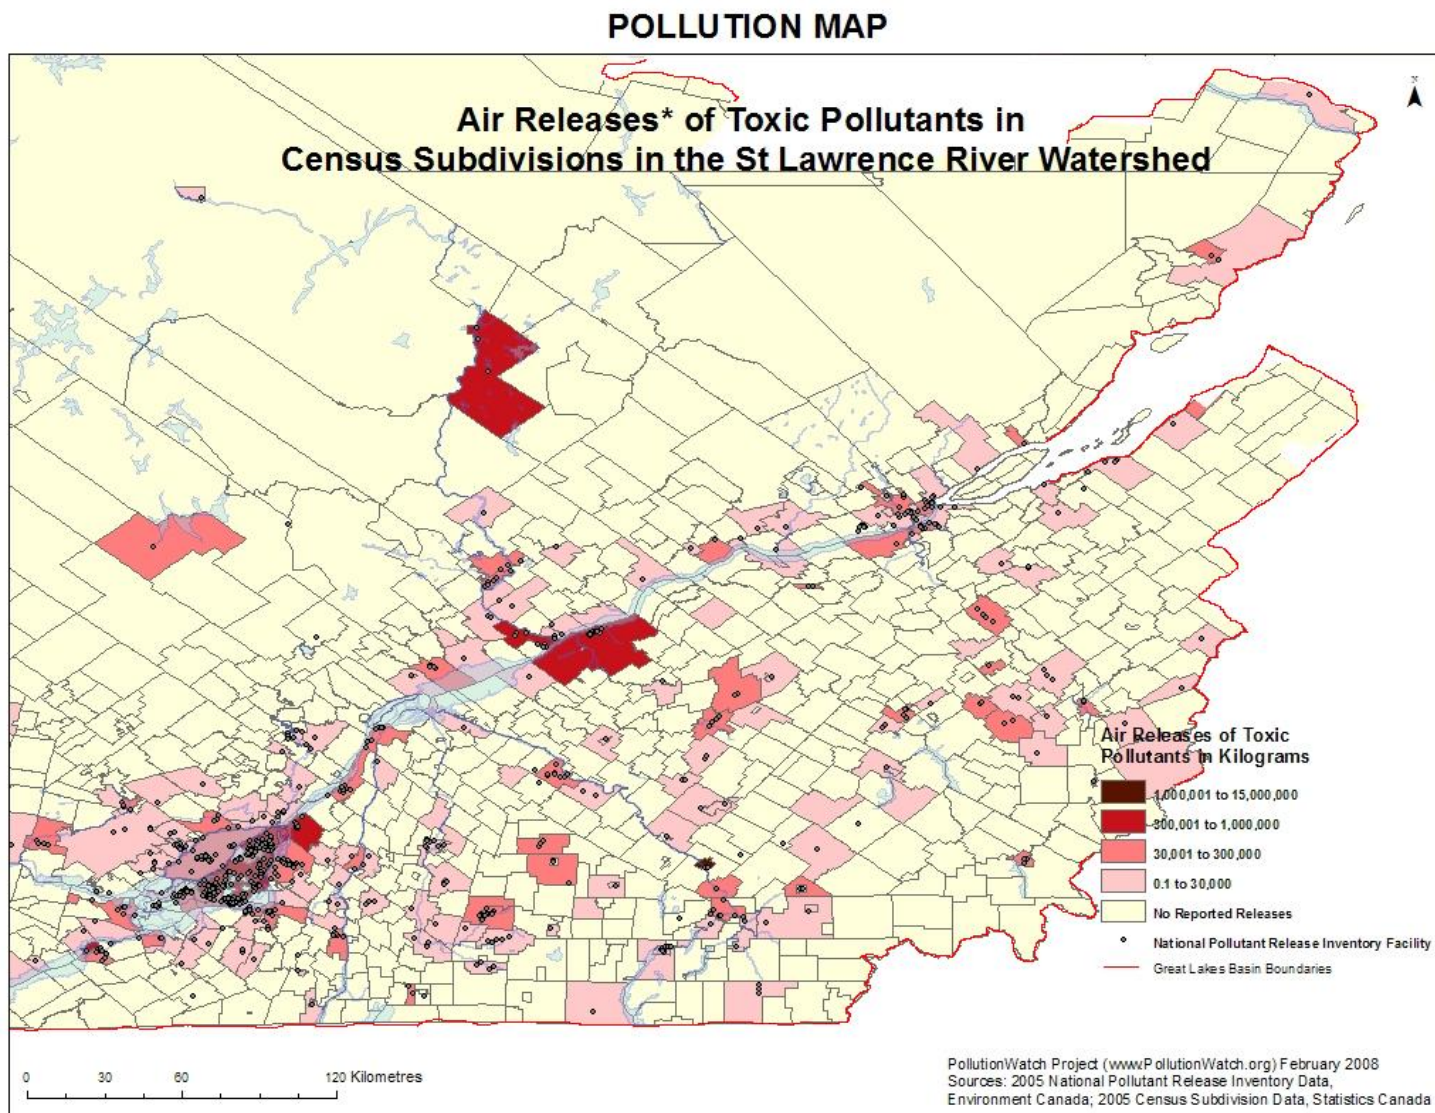 POLLUTION MAP
Air Releases* of Toxic Pollutants in
Census Subdivisions in the St Lawrence River Watershed
N
Air Releases of Toxic
Pollutants in Kilograms
1,000,001 to 15,000,000
300,001 to 1,000,000
30,001 to 300,000
0.1 to 30,000
No Reported Releases
National Pollutant Release Inventory Facility
Great Lakes Basin Boundaries
0 30 60 120 Kilometres
PollutionWatch Project (www.PollutionWatch.org) February 2008
Sources: 2005 National Pollutant Release Inventory Data,
Environment Canada; 2005 Census Subdivision Data, Statistics Canada